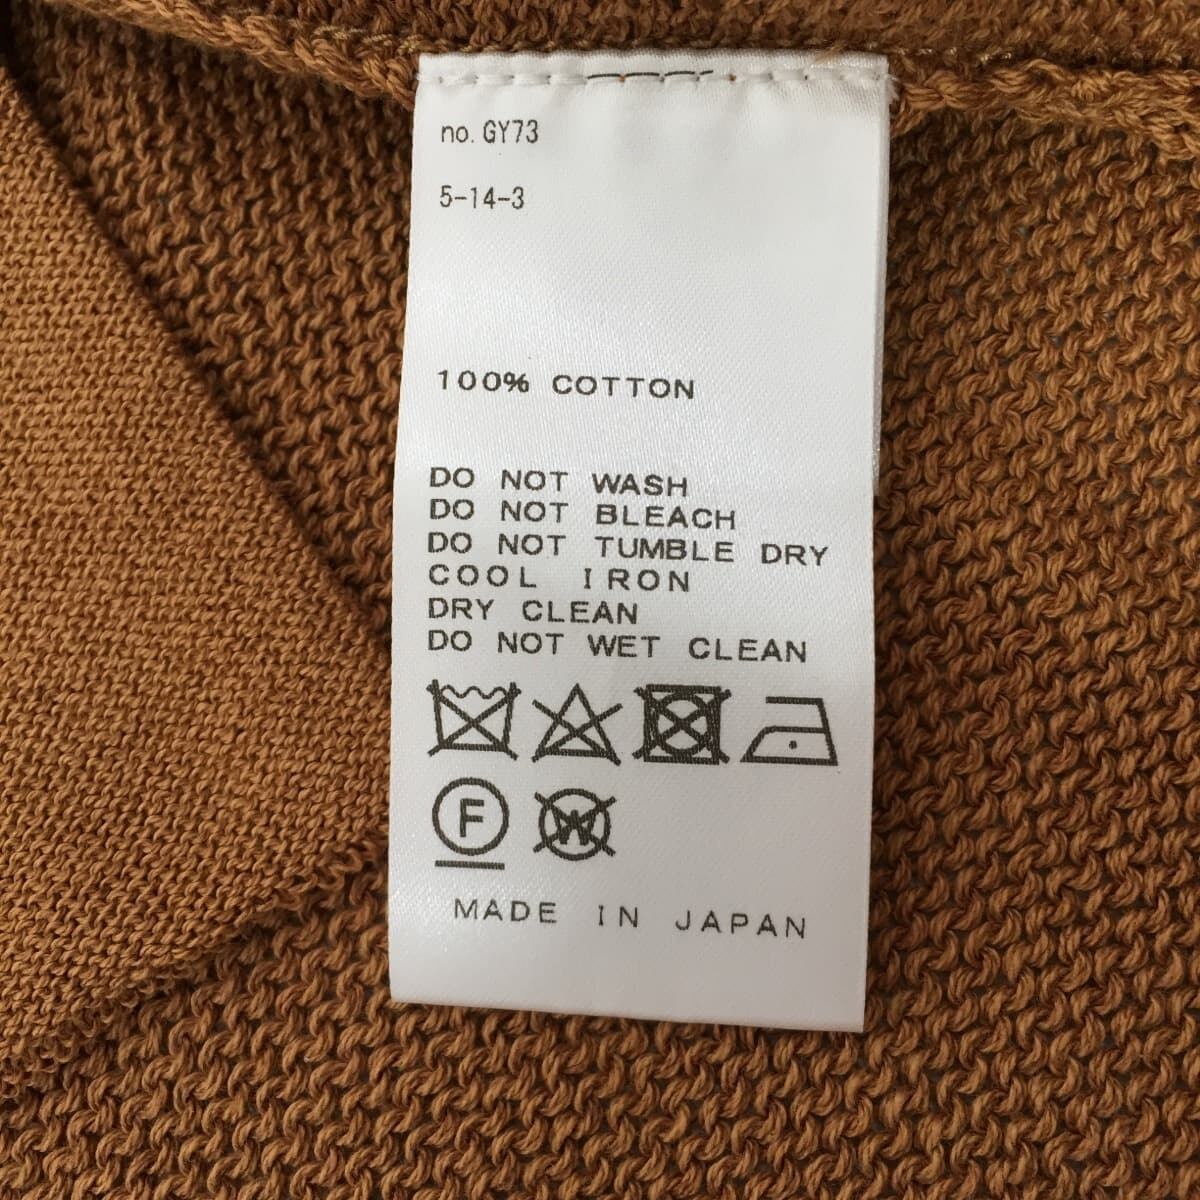 no. GY73
5-14-3
100% COTTON
DO NOT WASH
DO NOT BLEACH
DO NOT TUMBLE DRY
COOL IRON
DRY CLEAN
DO NOT WET CLEAN
F W
MADE IN JAPAN